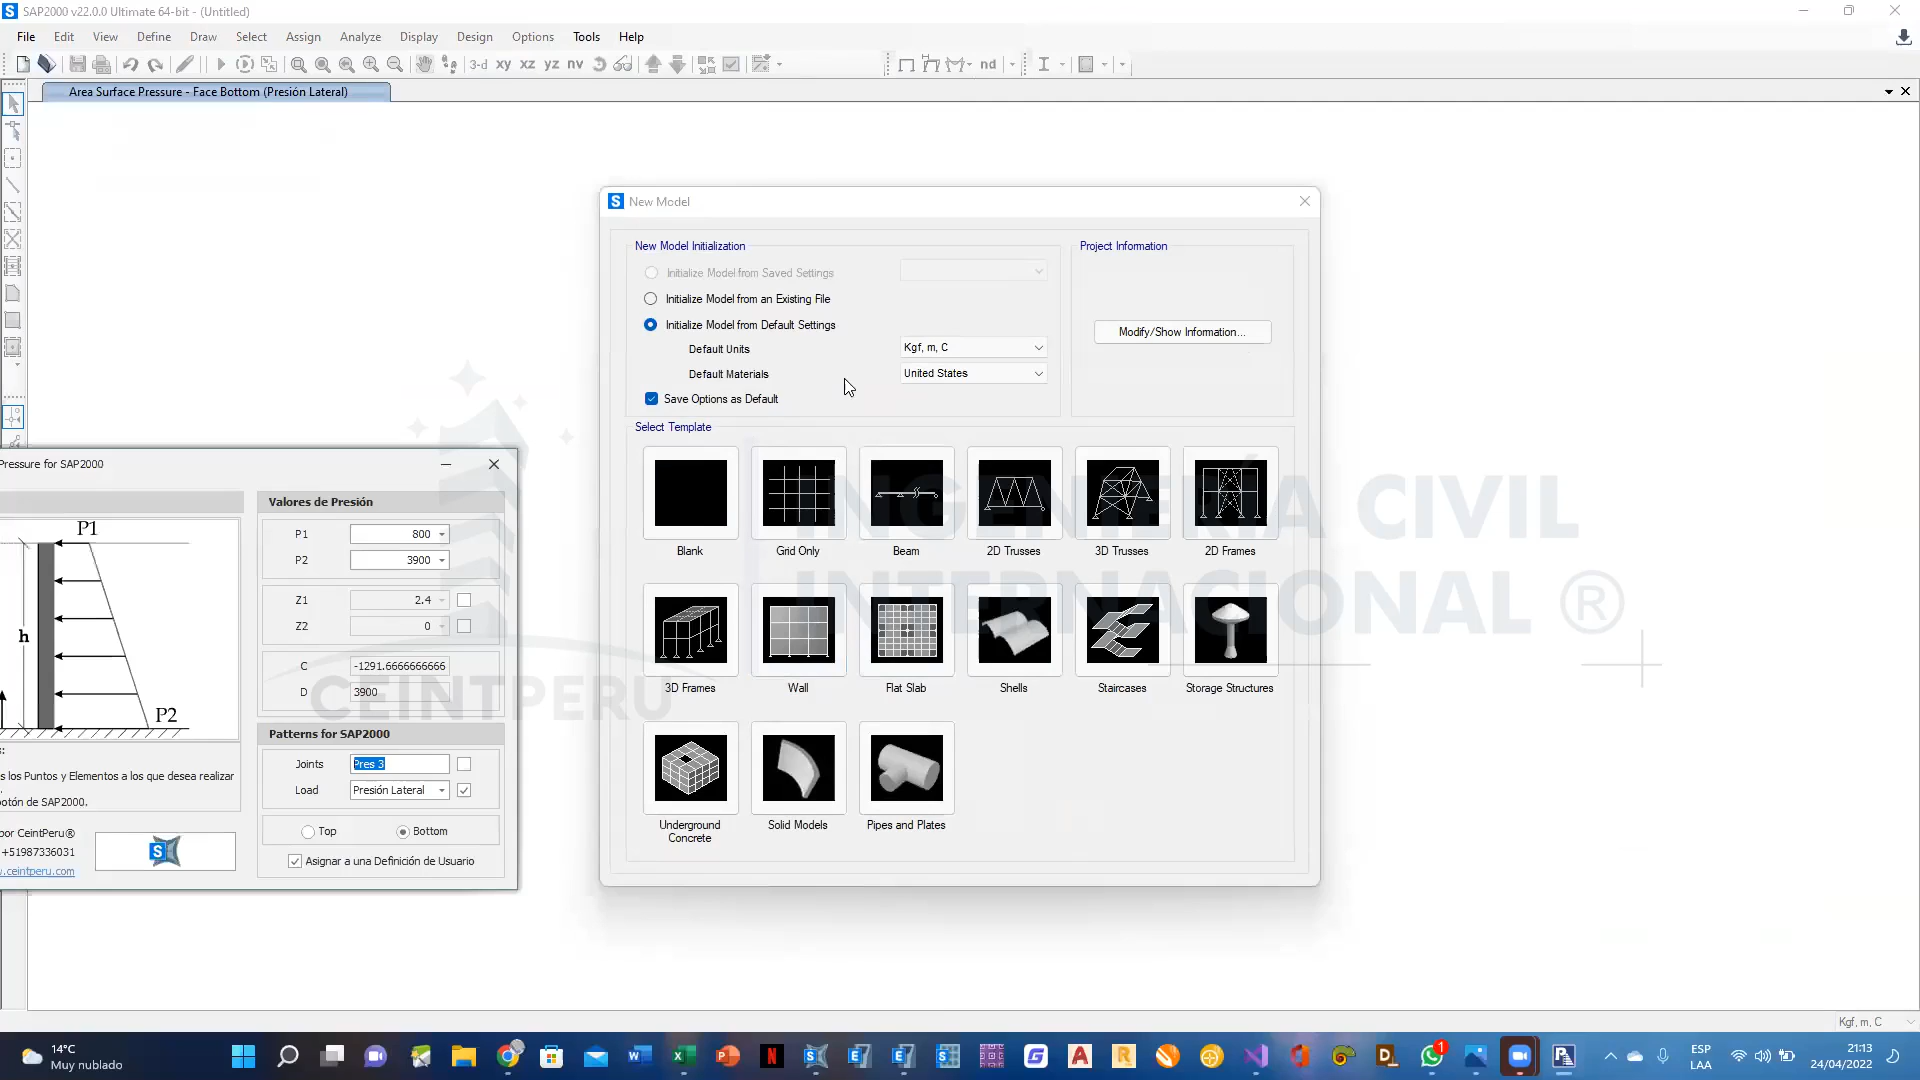 SAP2000 v22.0.0 Ultimate 64-bit - (Untitled)
File Edit View Define Draw Select Assign Analyze Display Design Options Tools Help
3-d xy xz yz nv nd
Area Surface Pressure - Face Bottom (Presión Lateral)
New Model
New Model Initialization
Project Information
Initialize Model from Saved Settings
Initialize Model from an Existing File
Initialize Model from Default Settings
Default Units Kgf, m, C
Default Materials United States
Save Options as Default
Modify/Show Information...
Select Template
Blank Grid Only Beam 2D Trusses 3D Trusses 2D Frames
3D Frames Wall Flat Slab Shells Staircases Storage Structures
Underground Concrete Solid Models Pipes and Plates
Pressure for SAP2000
P1
h
P2
s los Puntos y Elementos a los que desea realizar
otón de SAP2000.
por CeintPeru®
+51987336031
.ceintperu.com
Valores de Presión
P1 800
P2 3900
Z1 2.4
Z2 0
C -1291.6666666666
D 3900
Patterns for SAP2000
Joints Pres 3
Load Presión Lateral
Top Bottom
Asignar a una Definición de Usuario
CEINTPERU
INGENIERÍA CIVIL
INTERNACIONAL ®
Kgf, m, C
14°C
Muy nublado
ESP
LAA
21:13
24/04/2022
1